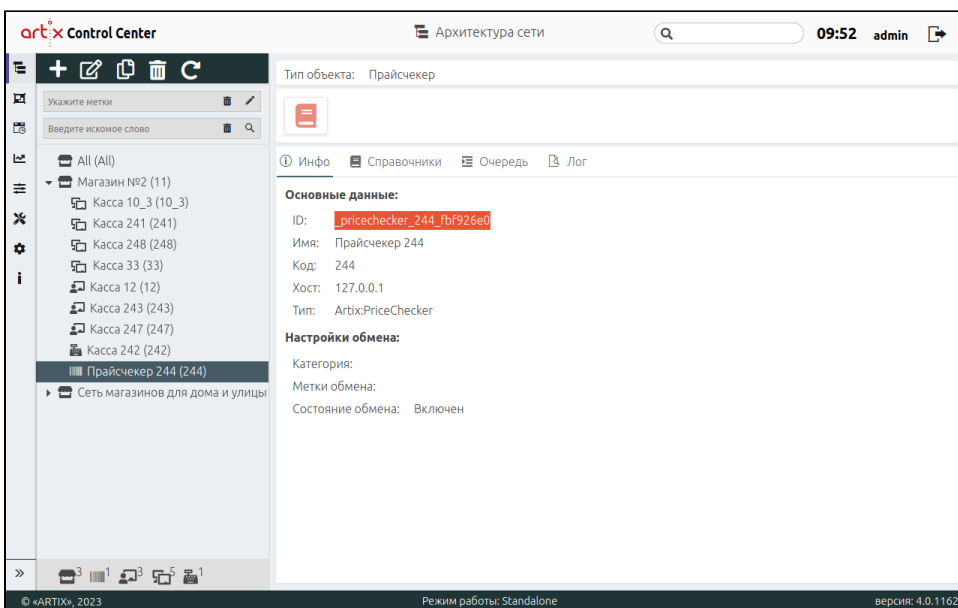 artix Control Center
Архитектура сети
09:52 admin
Тип объекта: Прайсчекер
Укажите метки
Введите искомое слово
All (All)
Магазин №2 (11)
Касса 10_3 (10_3)
Касса 241 (241)
Касса 248 (248)
Касса 33 (33)
Касса 12 (12)
Касса 243 (243)
Касса 247 (247)
Касса 242 (242)
Прайсчекер 244 (244)
Сеть магазинов для дома и улицы
3 1 3 5 1
Инфо Справочники Очередь Лог
Основные данные:
ID: _pricechecker_244_fbf926e0
Имя: Прайсчекер 244
Код: 244
Хост: 127.0.0.1
Тип: Artix:PriceChecker
Настройки обмена:
Категория:
Метки обмена:
Состояние обмена: Включен
© «ARTIX», 2023
Режим работы: Standalone
версия: 4.0.1162